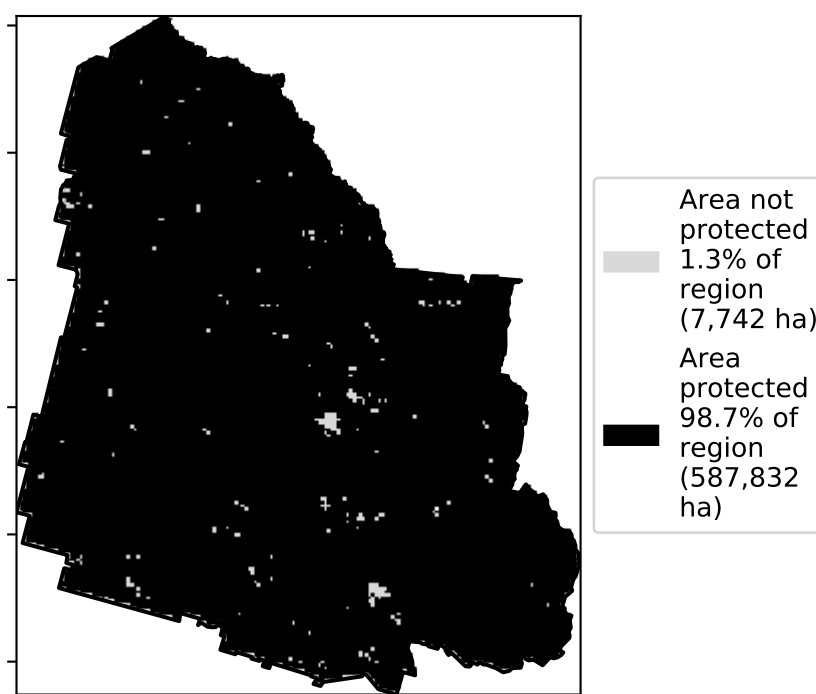 Area not
protected
1.3% of
region
(7,742 ha)
Area
protected
98.7% of
region
(587,832
ha)